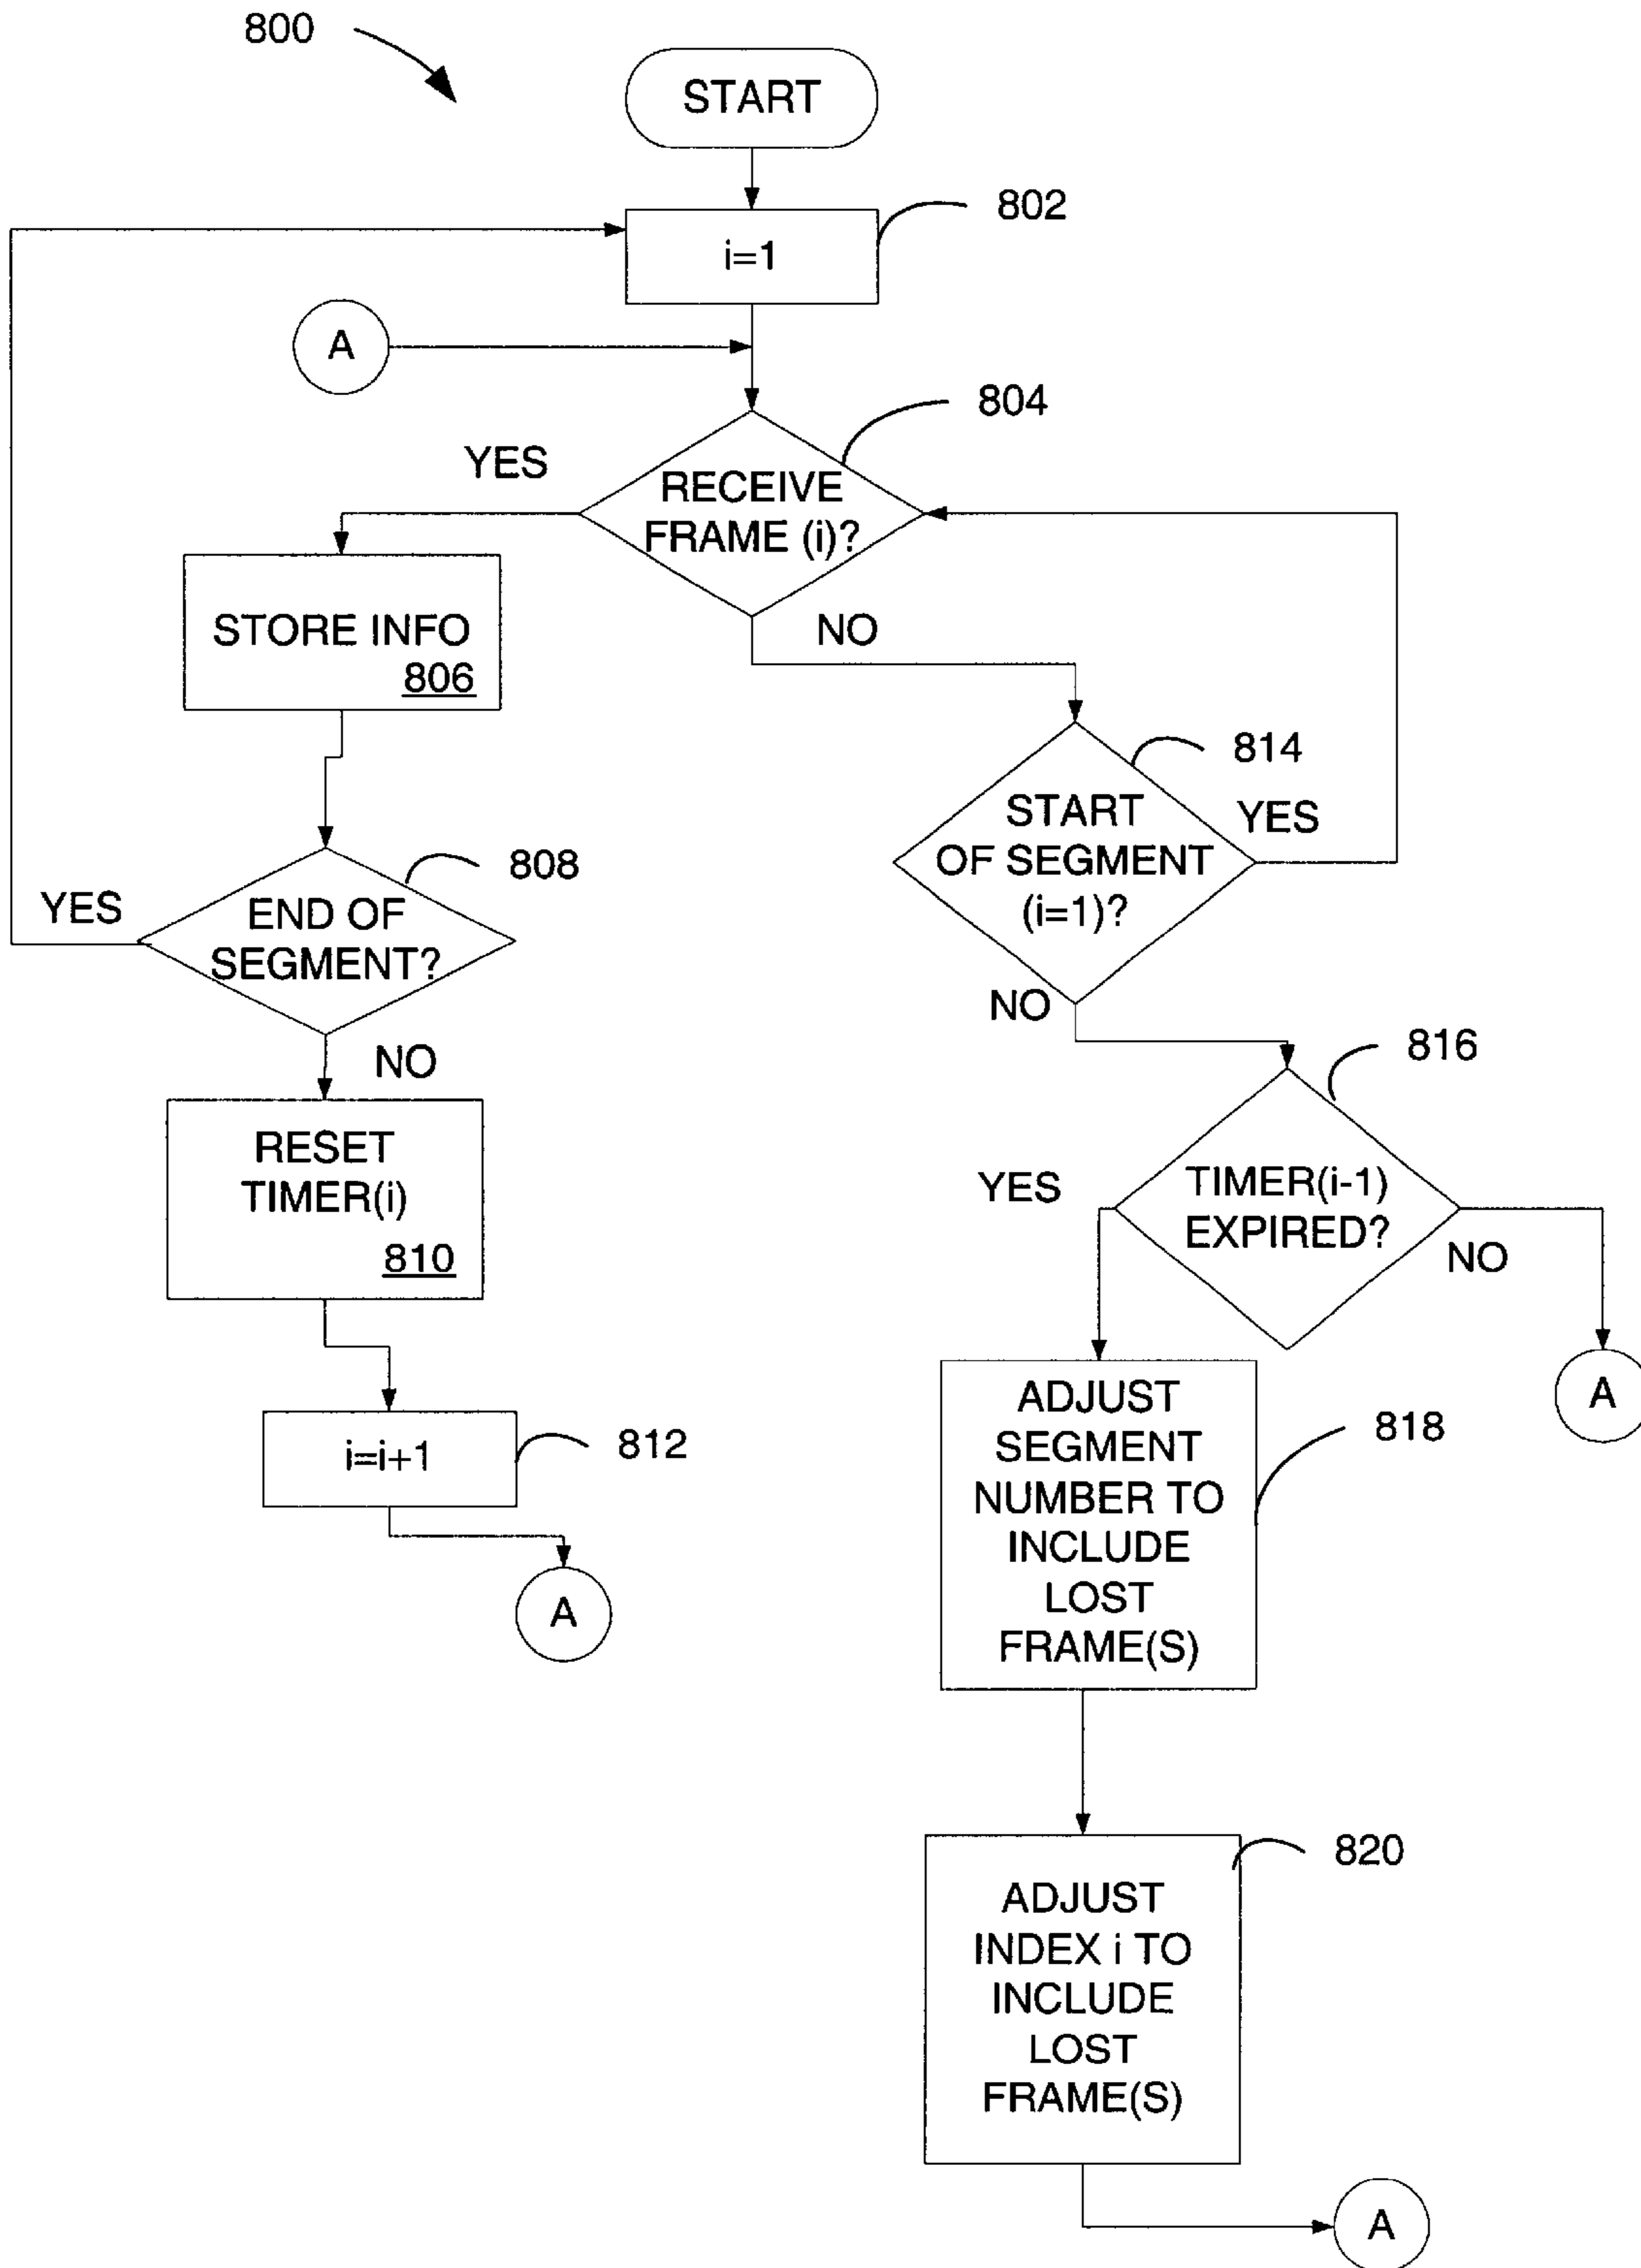 800
START
802
i=1
A
804
YES
RECEIVE
FRAME (i)?
NO
STORE INFO
806
814
START
OF SEGMENT
(i=1)?
YES
NO
808
YES
END OF
SEGMENT?
NO
816
TIMER(i-1)
EXPIRED?
YES
NO
RESET
TIMER(i)
810
A
812
i=i+1
A
818
ADJUST
SEGMENT
NUMBER TO
INCLUDE
LOST
FRAME(S)
820
ADJUST
INDEX i TO
INCLUDE
LOST
FRAME(S)
A